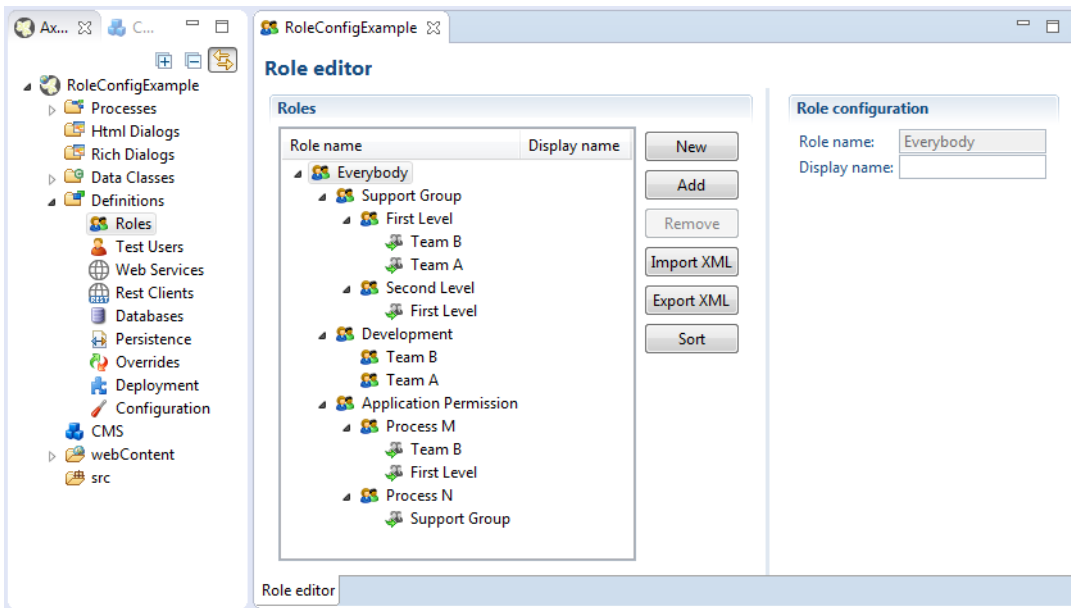 Ax...
C...
RoleConfigExample
Processes
Html Dialogs
Rich Dialogs
Data Classes
Definitions
Roles
Test Users
Web Services
REST
Rest Clients
Databases
Persistence
Overrides
Deployment
Configuration
CMS
webContent
src
RoleConfigExample
Role editor
Roles
Role name Display name
Everybody
Support Group
First Level
Team B
Team A
Second Level
First Level
Development
Team B
Team A
Application Permission
Process M
Team B
First Level
Process N
Support Group
New
Add
Remove
Import XML
Export XML
Sort
Role configuration
Role name: Everybody
Display name:
Role editor